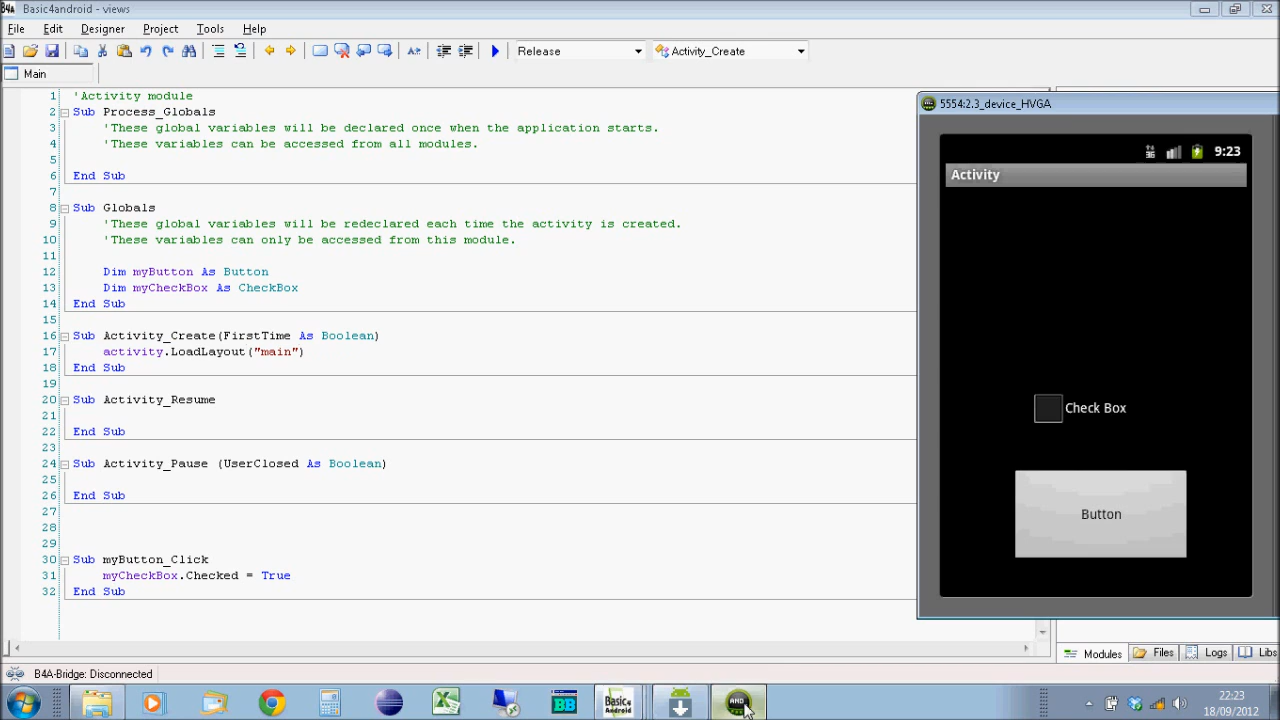 Basic4android - views
File Edit Designer Project Tools Help
Release Activity_Create
Main
1 'Activity module
2 Sub Process_Globals
3 'These global variables will be declared once when the application starts.
4 'These variables can be accessed from all modules.
5
6 End Sub
7
8 Sub Globals
9 'These global variables will be redeclared each time the activity is created.
10 'These variables can only be accessed from this module.
11
12 Dim myButton As Button
13 Dim myCheckBox As CheckBox
14 End Sub
15
16 Sub Activity_Create(FirstTime As Boolean)
17 activity.LoadLayout("main")
18 End Sub
19
20 Sub Activity_Resume
21
22 End Sub
23
24 Sub Activity_Pause (UserClosed As Boolean)
25
26 End Sub
27
28
29
30 Sub myButton_Click
31 myCheckBox.Checked = True
32 End Sub
5554:2.3_device_HVGA
9:23
Activity
Check Box
Button
Modules Files Logs Libs
B4A-Bridge: Disconnected
BB
Basic4
Android
22:23
18/09/2012